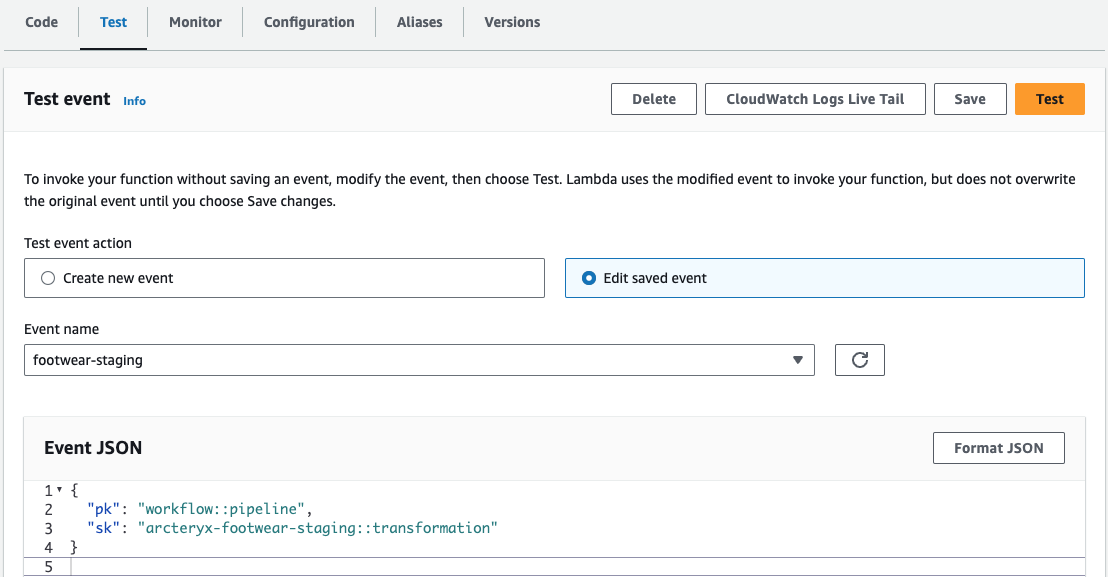 Code Test Monitor Configuration Aliases Versions
Test event Info Delete CloudWatch Logs Live Tail Save Test
To invoke your function without saving an event, modify the event, then choose Test. Lambda uses the modified event to invoke your function, but does not overwrite
the original event until you choose Save changes.
Test event action
Create new event Edit saved event
Event name
footwear-staging
Event JSON Format JSON
1 {
2 "pk": "workflow::pipeline",
3 "sk": "arcteryx-footwear-staging::transformation"
4 }
5